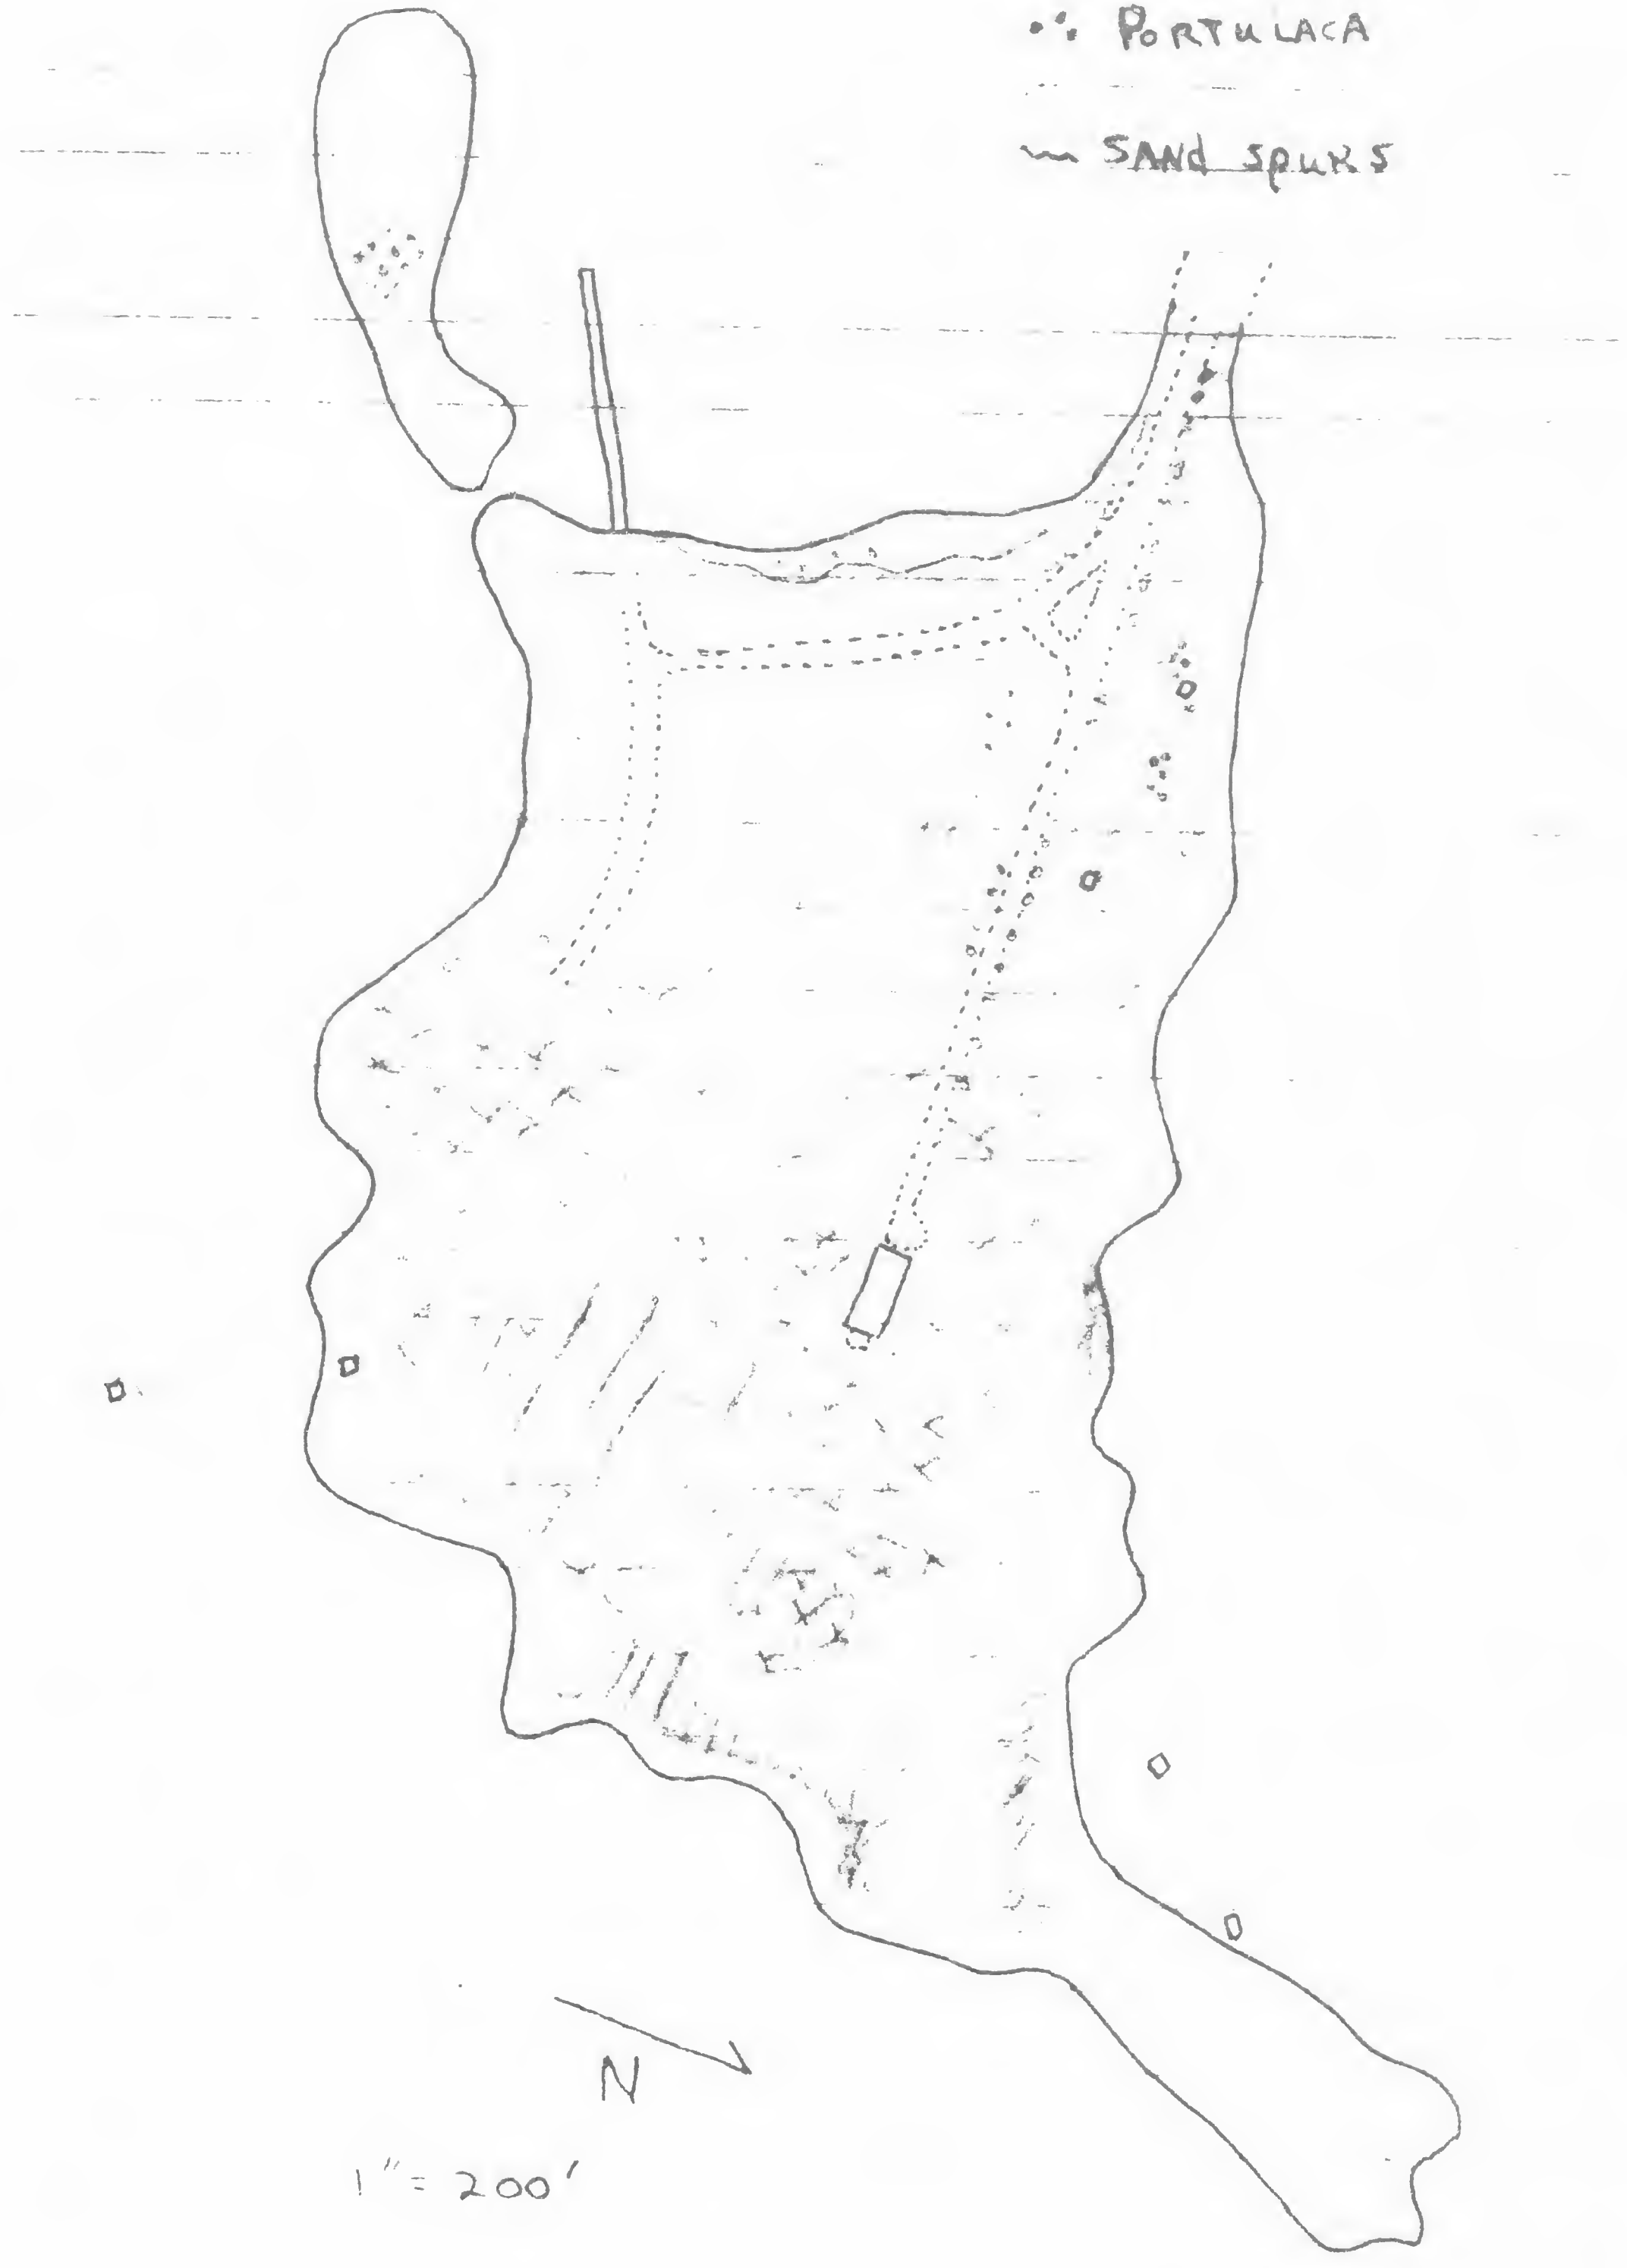 PORTULACA
SANd SpuRS
N
1" = 200'